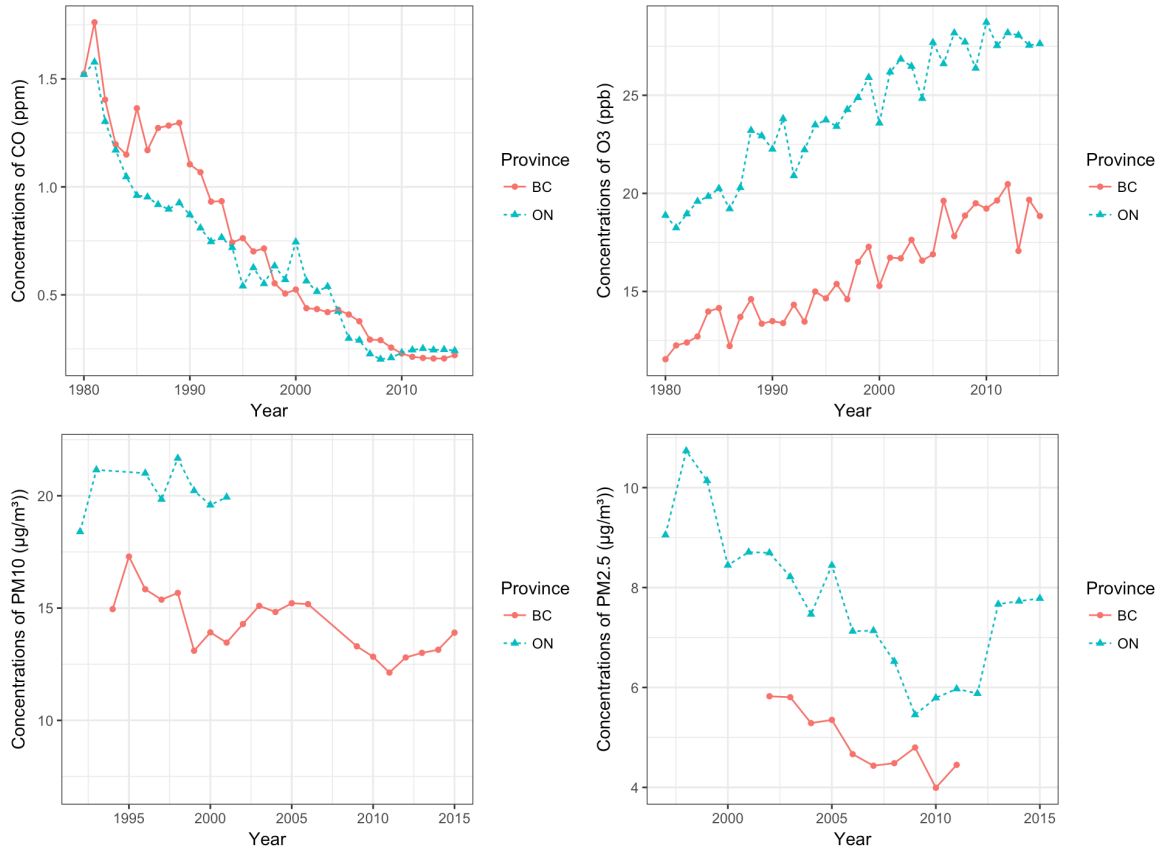 Concentrations of CO (ppm)
1.5
1.0
0.5
1980
1990
2000
2010
Year
Province
BC
ON
Concentrations of O3 (ppb)
25
20
15
1980
1990
2000
2010
Year
Province
BC
ON
Concentrations of PM10 (µg/m³))
20
15
10
1995
2000
2005
2010
2015
Year
Province
BC
ON
Concentrations of PM2.5 (µg/m³))
10
8
6
4
2000
2005
2010
2015
Year
Province
BC
ON